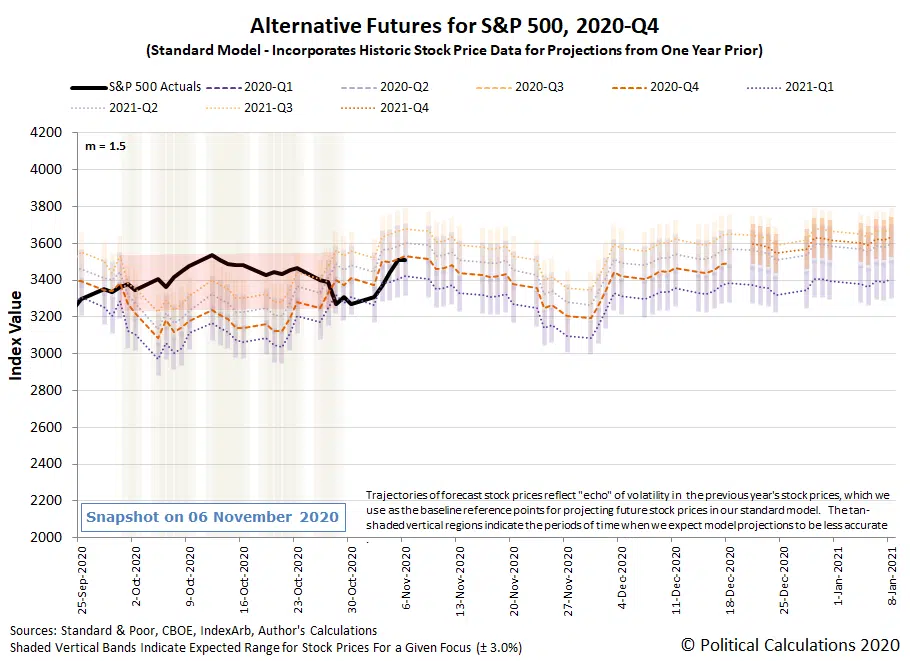 Alternative Futures for S&P 500, 2020-Q4
(Standard Model - Incorporates Historic Stock Price Data for Projections from One Year Prior)
S&P 500 Actuals 2020-Q1 2020-Q2 2020-Q3 2020-Q4 2021-Q1
2021-Q2 2021-Q3 2021-Q4
4200
m = 1.5
4000
3800
3600
3400
3200
3000
2800
2600
2400
2200
2000
Index Value
Trajectories of forecast stock prices reflect "echo" of volatility in the previous year's stock prices, which we
use as the baseline reference points for projecting future stock prices in our standard model. The tan-
shaded vertical regions indicate the periods of time when we expect model projections to be less accurate
.
Snapshot on 06 November 2020
25-Sep-2020
2-Oct-2020
9-Oct-2020
16-Oct-2020
23-Oct-2020
30-Oct-2020
6-Nov-2020
13-Nov-2020
20-Nov-2020
27-Nov-2020
4-Dec-2020
11-Dec-2020
18-Dec-2020
25-Dec-2020
1-Jan-2021
8-Jan-2021
Sources: Standard & Poor, CBOE, IndexArb, Author's Calculations
Shaded Vertical Bands Indicate Expected Range for Stock Prices For a Given Focus (± 3.0%)
© Political Calculations 2020